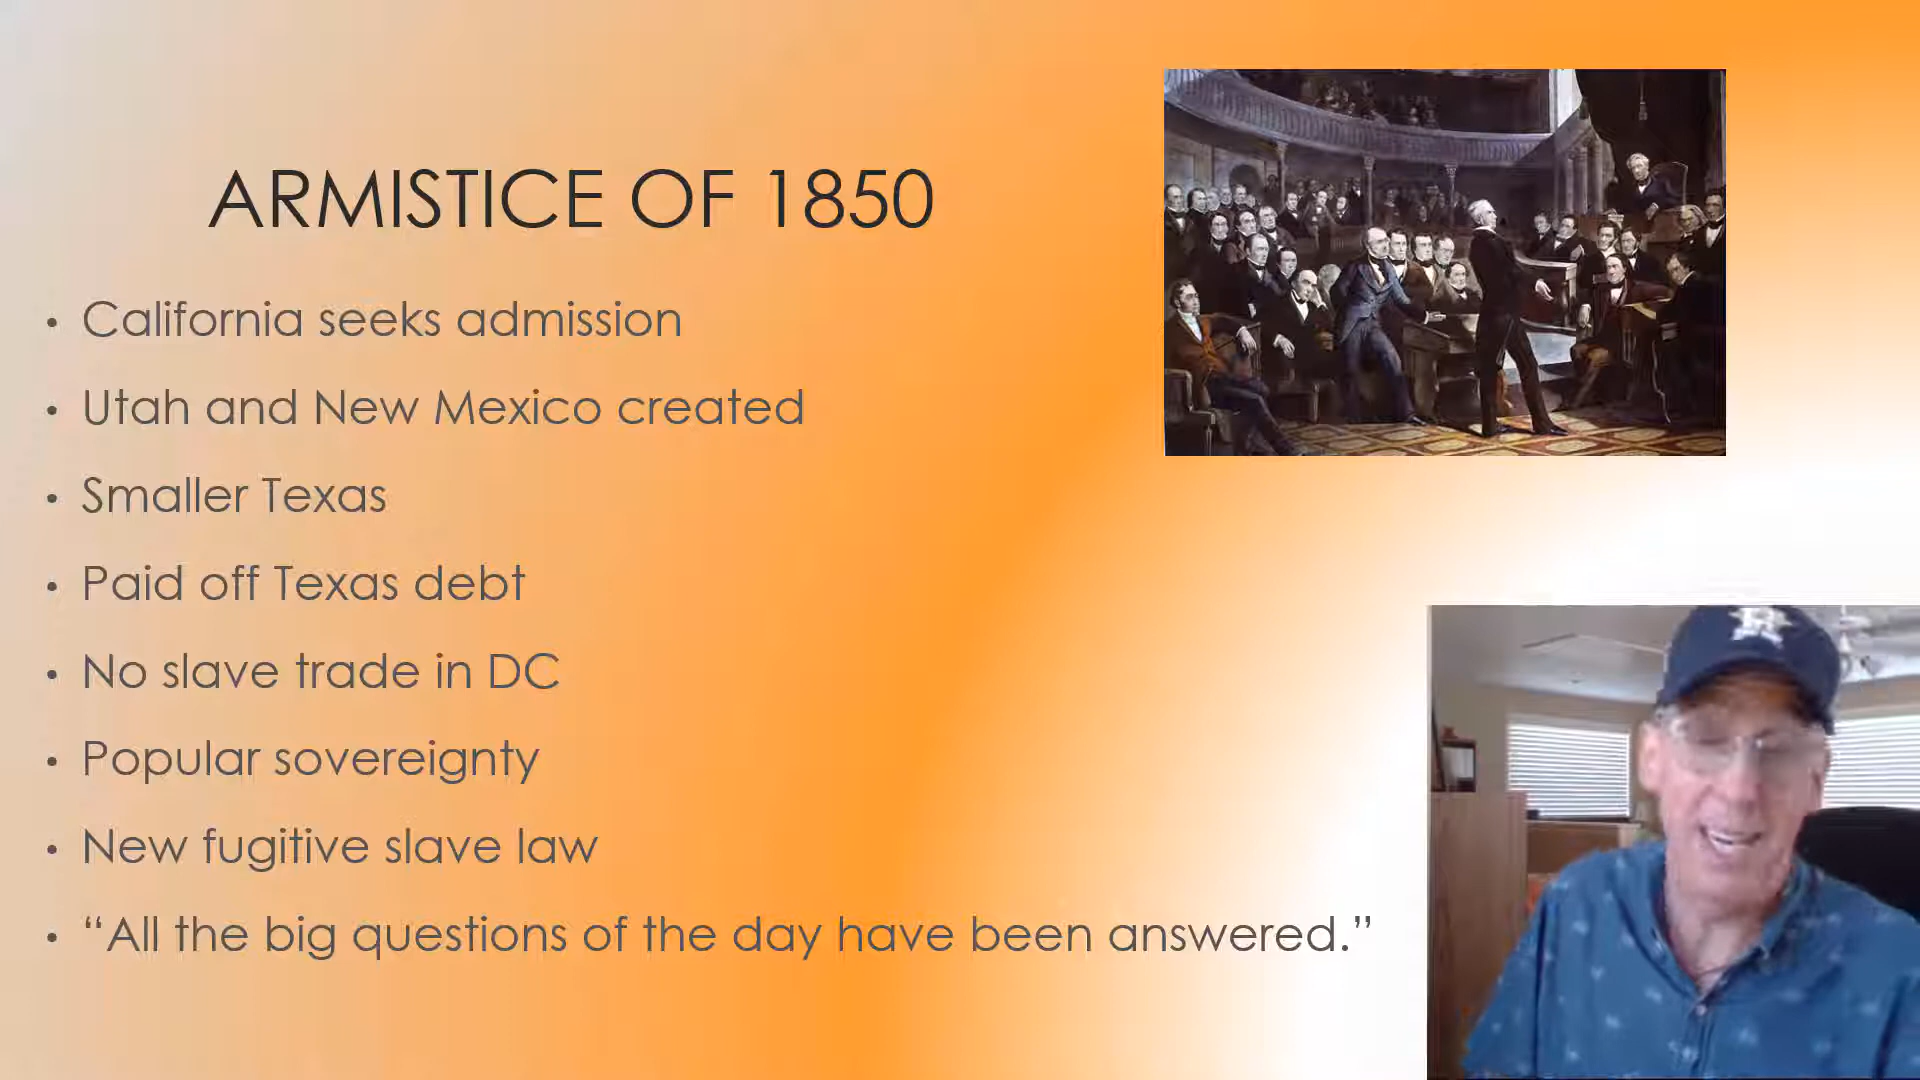 ARMISTICE OF 1850
• California seeks admission
• Utah and New Mexico created
• Smaller Texas
• Paid off Texas debt
• No slave trade in DC
• Popular sovereignty
• New fugitive slave law
• “All the big questions of the day have been answered.”